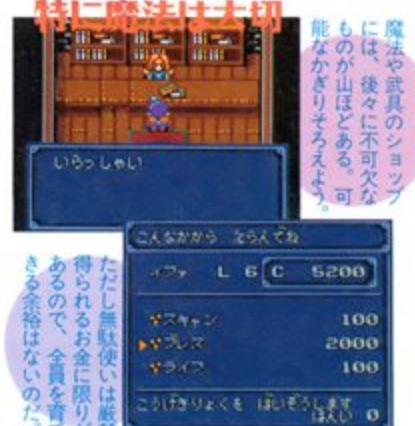 特に魔法は大切
魔法や武具のショップ
には、後々に不可欠な
ものが山ほどある。可
能なかぎりそろえよう。
いらっしゃい
こんなかから えらんでね
L 6 C 5200
スキャン 100
ブレス 2000
ライフ 100
こうげきりょくを ばいぞうします
はんい 0
ただし無駄使いは厳
得られるお金に限り
あるので、全員を育
きる余裕はないのだ